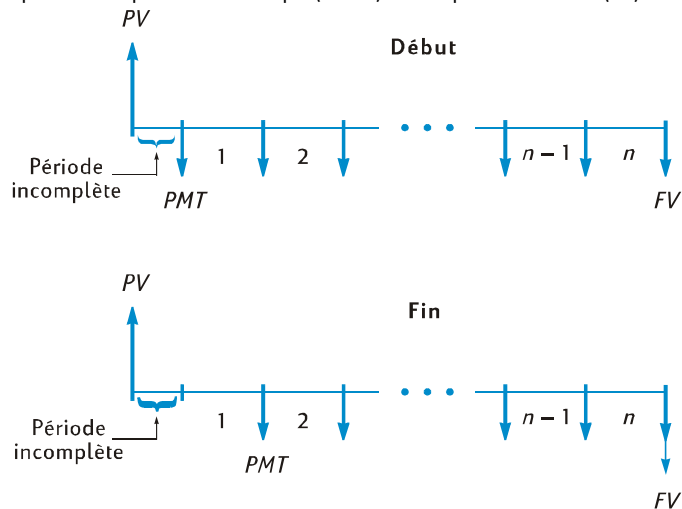 PV
Début
1 2 n – 1 n
Période
incomplète
PMT FV
PV
Fin
1 2 n – 1 n
Période
incomplète
PMT
FV